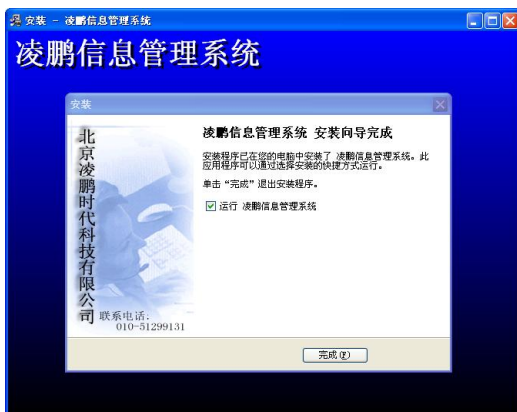 安装 - 凌鹏信息管理系统
凌鹏信息管理系统
安装
北京凌鹏时代科技有限公司
联系电话:
010-51299131
凌鹏信息管理系统 安装向导完成
安装程序已在您的电脑中安装了 凌鹏信息管理系统。此
应用程序可以通过选择安装的快捷方式运行。
单击“完成”退出安装程序。
运行 凌鹏信息管理系统
完成(F)